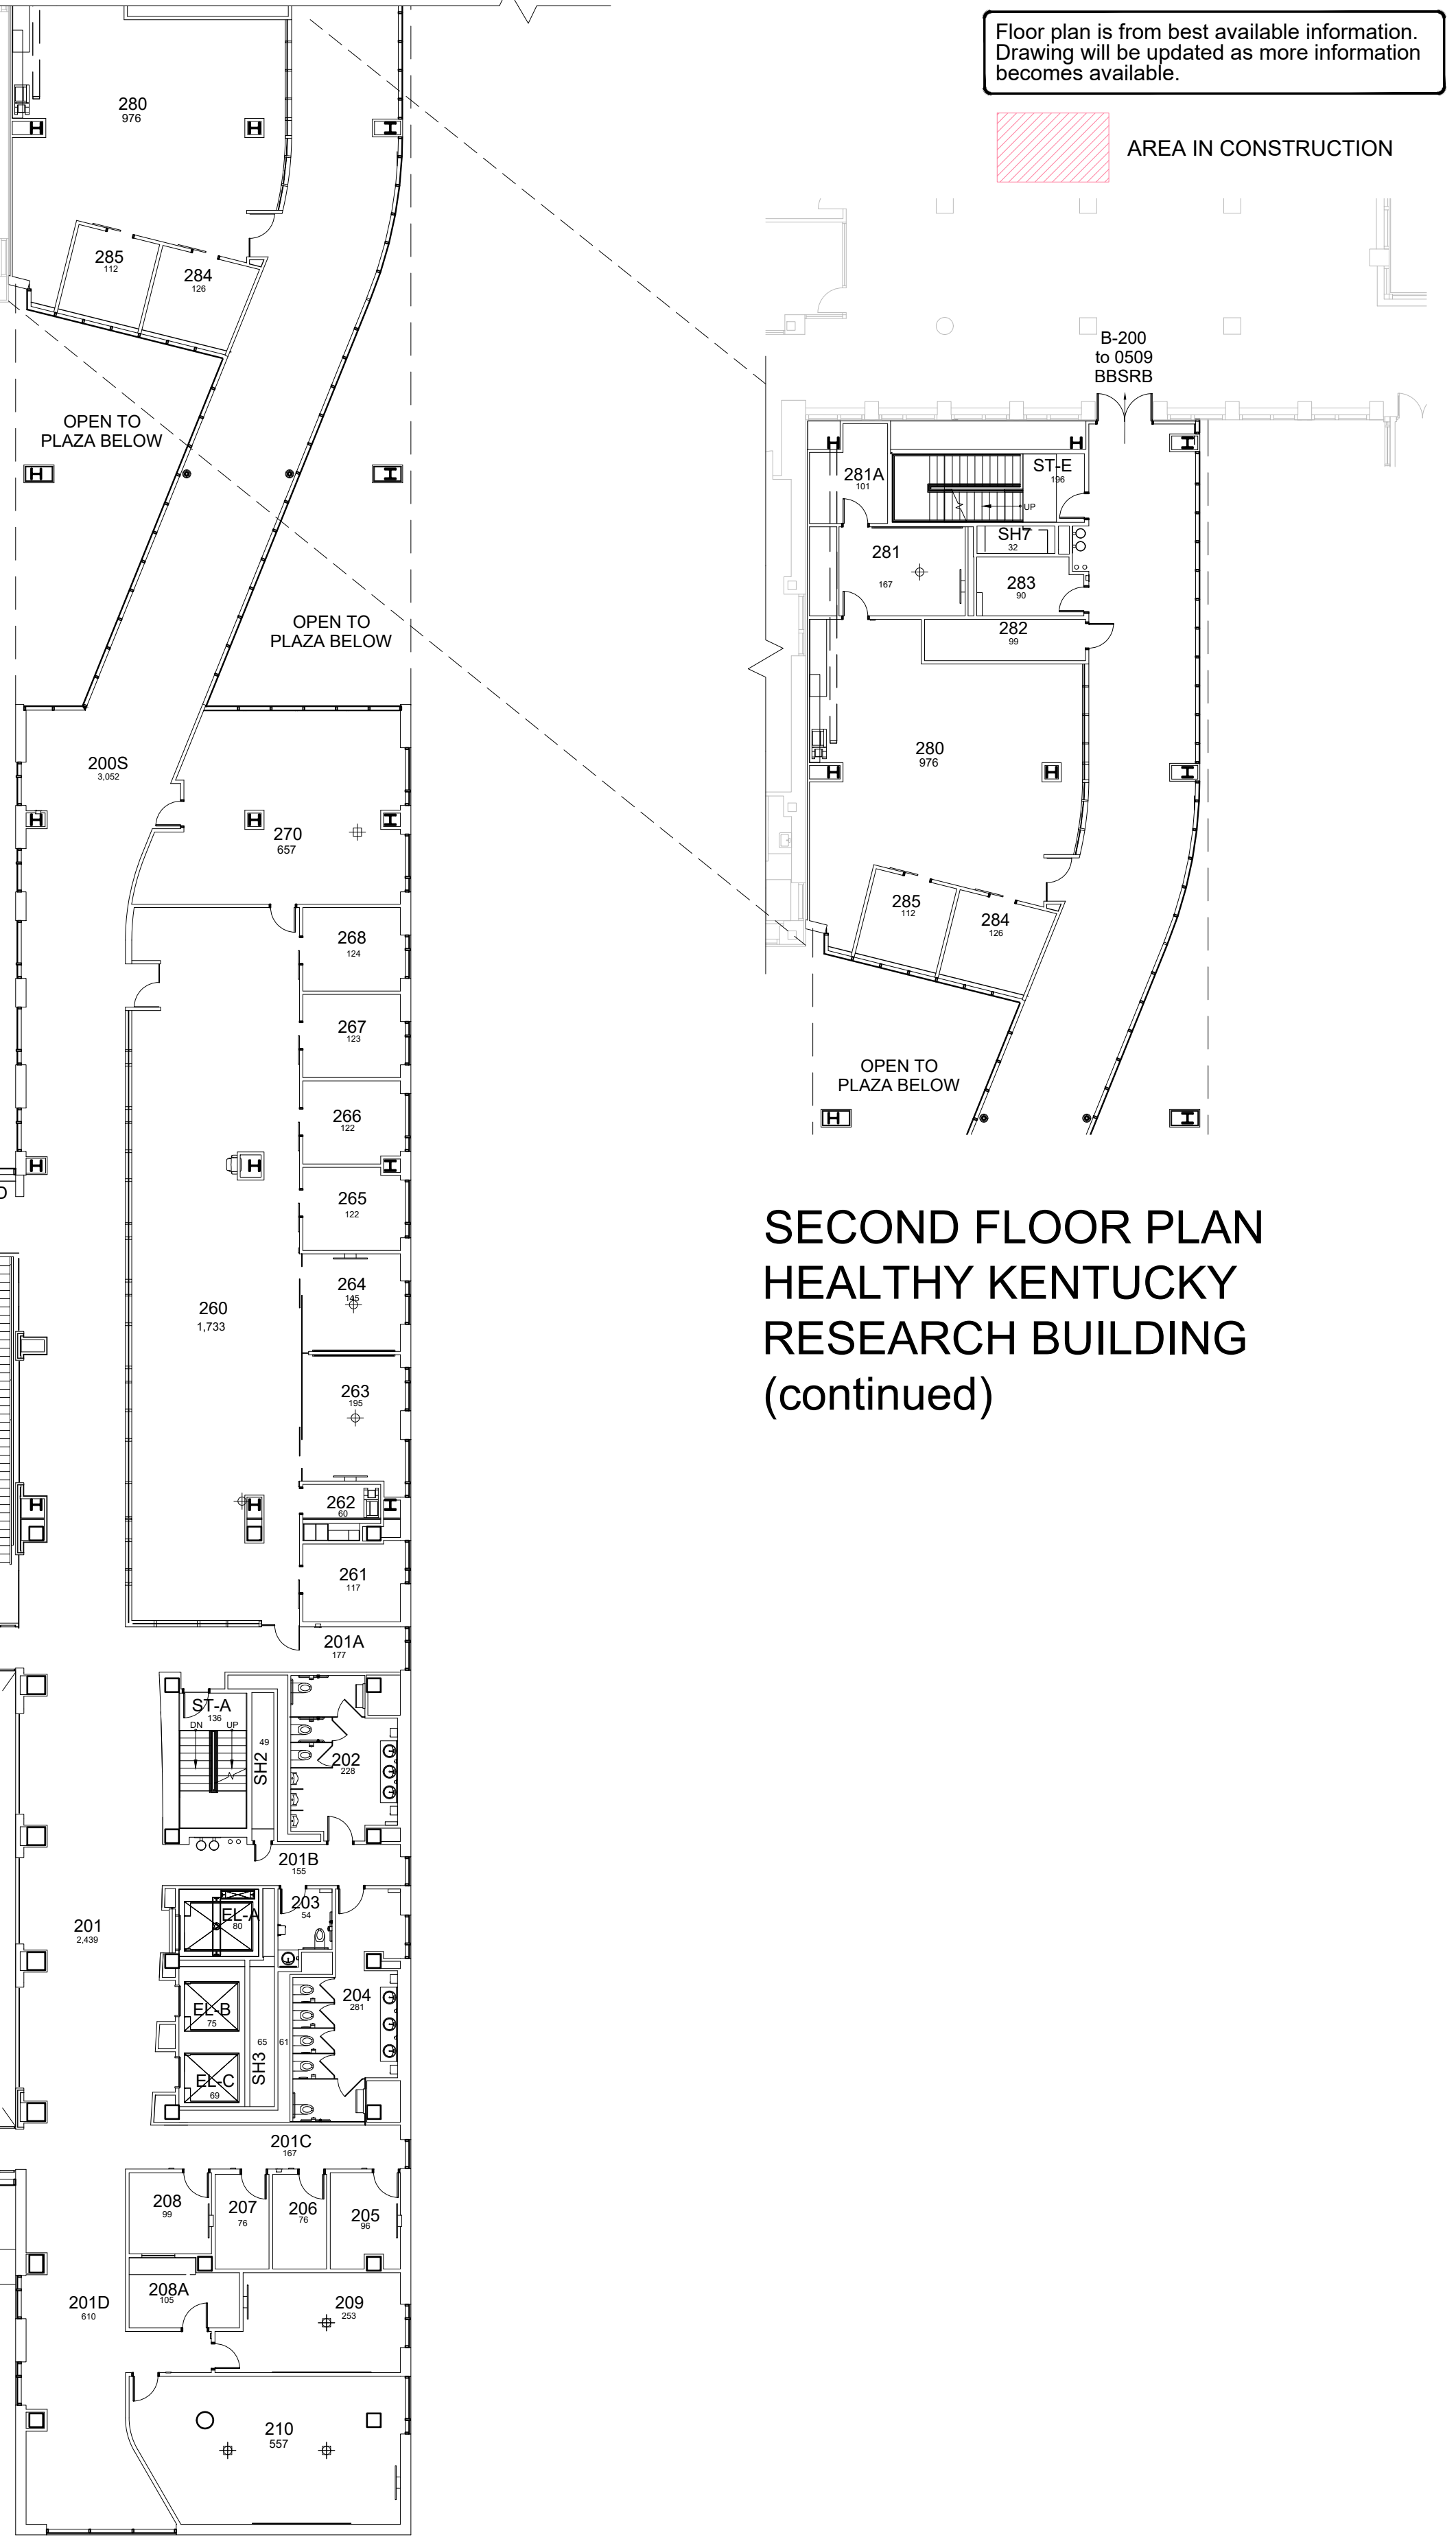 Floor plan is from best available information.
Drawing will be updated as more information
becomes available.
AREA IN CONSTRUCTION
280
976
285
112
284
126
OPEN TO
PLAZA BELOW
OPEN TO
PLAZA BELOW
200S
3,052
270
657
268
124
267
123
266
122
265
122
264
145
260
1,733
263
195
262
60
261
117
201A
177
ST-A
136
DN UP
49
SH2
202
228
201B
155
203
54
EL-A
80
201
2,439
204
281
EL-B
75
65 61
SH3
EL-C
69
201C
167
208
99
207
76
206
76
205
96
208A
105
201D
610
209
253
210
557
B-200
to 0509
BBSRB
281A
101
ST-E
196
UP
SH7
32
281
167
283
90
282
99
280
976
285
112
284
126
OPEN TO
PLAZA BELOW
SECOND FLOOR PLAN
HEALTHY KENTUCKY
RESEARCH BUILDING
(continued)